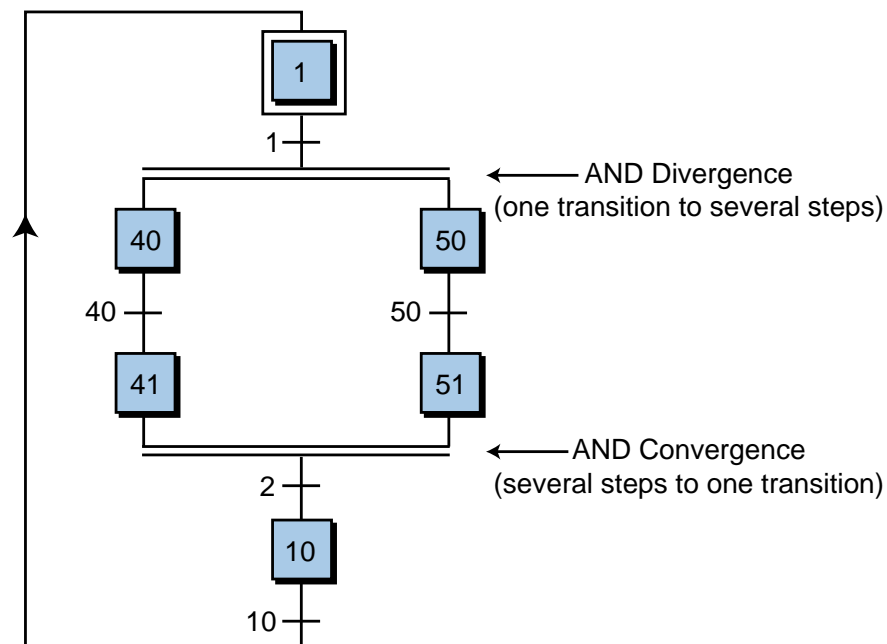 1
1
AND Divergence
(one transition to several steps)
40
50
40
50
41
51
AND Convergence
(several steps to one transition)
2
10
10